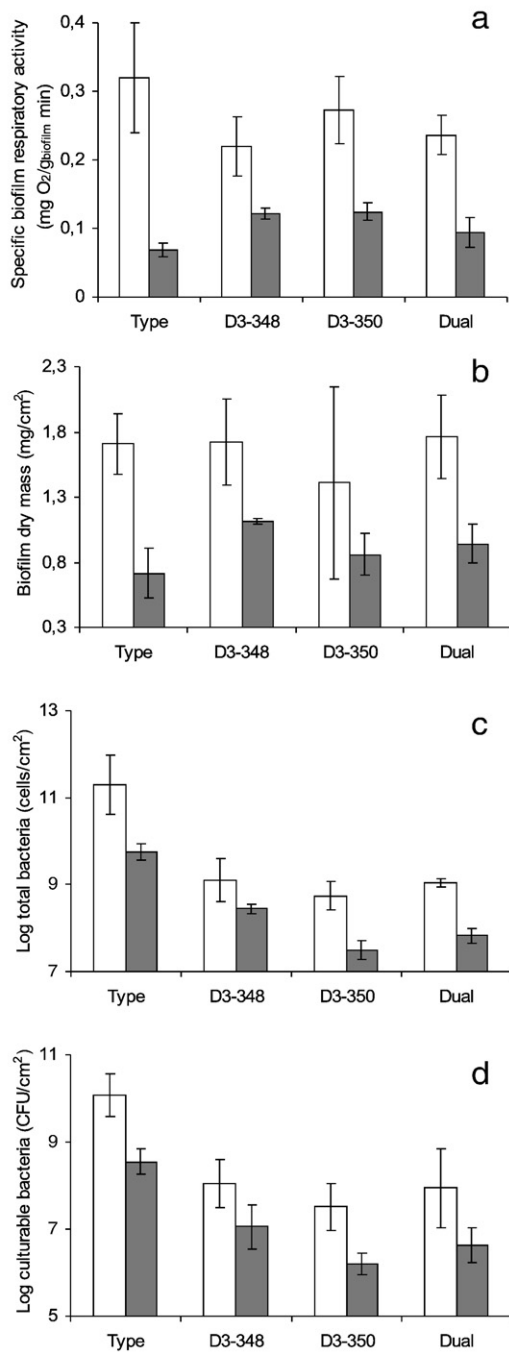 a
Specific biofilm respiratory activity
(mg O₂/g_biofilm min)
0,4
0,3
0,2
0,1
0
Type D3-348 D3-350 Dual
b
Biofilm dry mass (mg/cm²)
2,3
1,8
1,3
0,8
0,3
Type D3-348 D3-350 Dual
c
Log total bacteria (cells/cm²)
13
11
9
7
Type D3-348 D3-350 Dual
d
Log culturable bacteria (CFU/cm²)
11
9
7
5
Type D3-348 D3-350 Dual